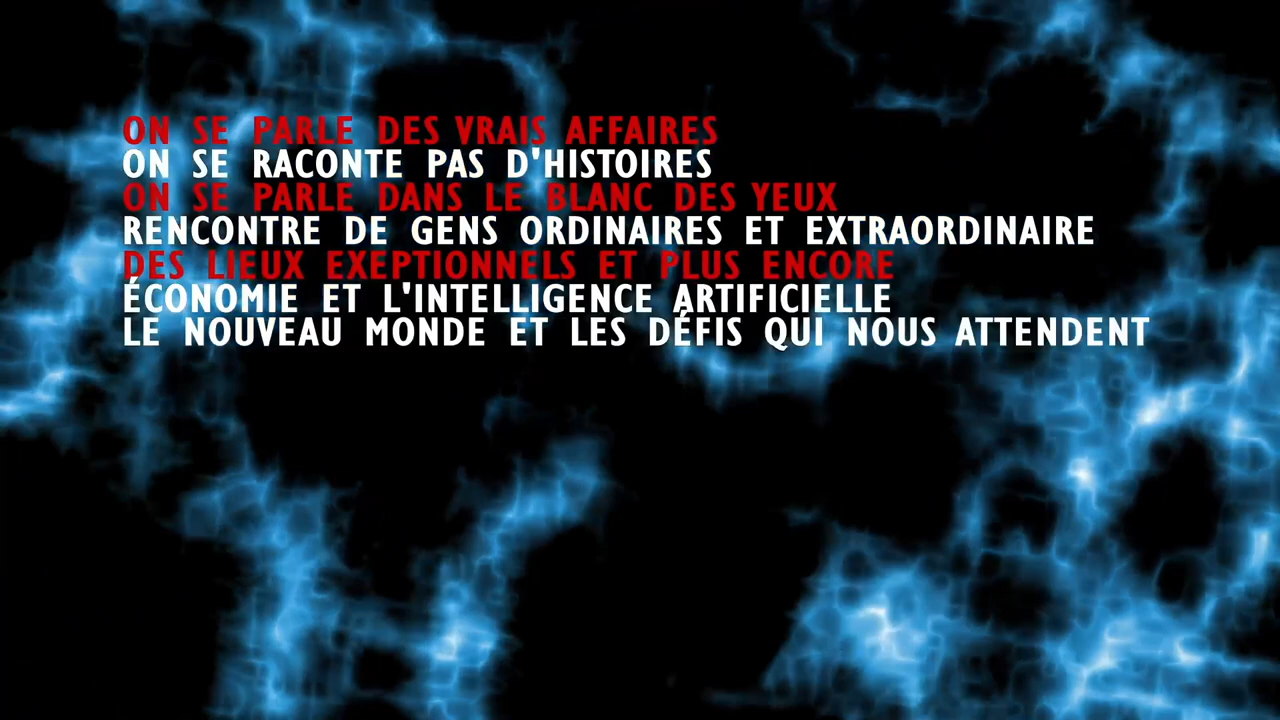 ON SE PARLE DES VRAIS AFFAIRES
ON SE RACONTE PAS D'HISTOIRES
ON SE PARLE DANS LE BLANC DES YEUX
RENCONTRE DE GENS ORDINAIRES ET EXTRAORDINAIRE
DES LIEUX EXEPTIONNELS ET PLUS ENCORE
ÉCONOMIE ET L'INTELLIGENCE ARTIFICIELLE
LE NOUVEAU MONDE ET LES DÉFIS QUI NOUS ATTENDENT